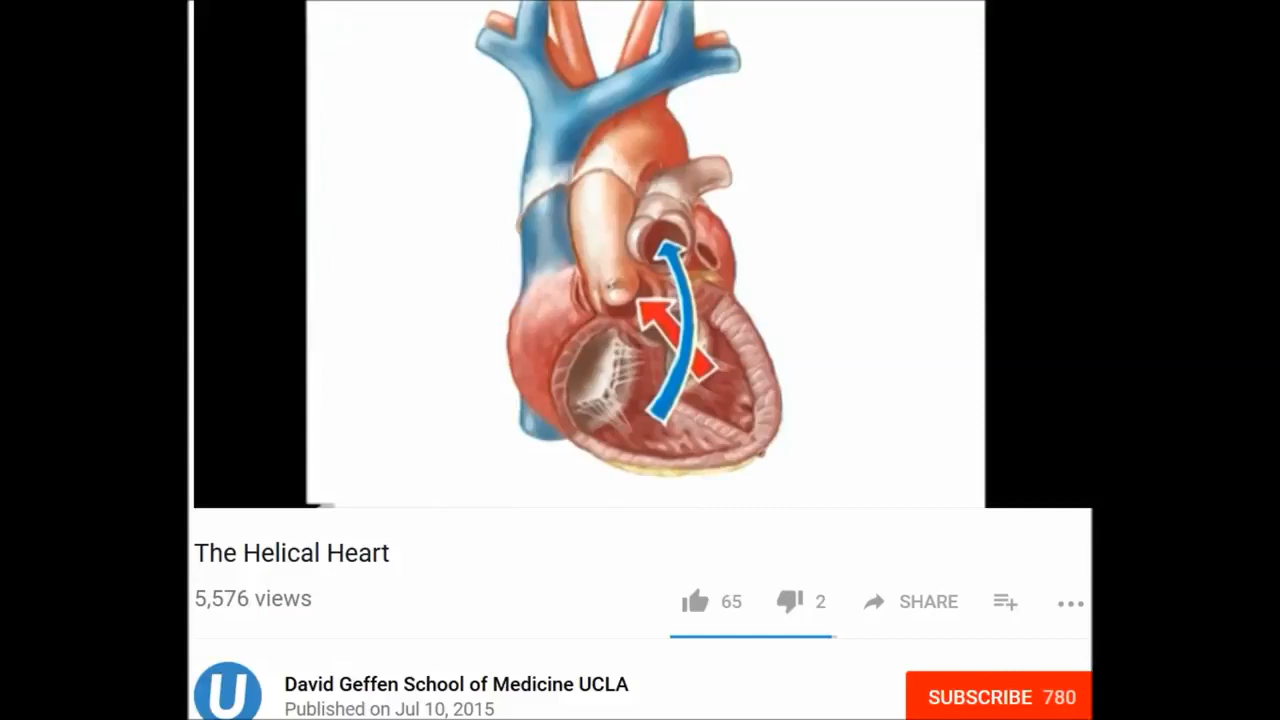 The Helical Heart
5,576 views
65 2 SHARE
U David Geffen School of Medicine UCLA
Published on Jul 10, 2015
SUBSCRIBE 780